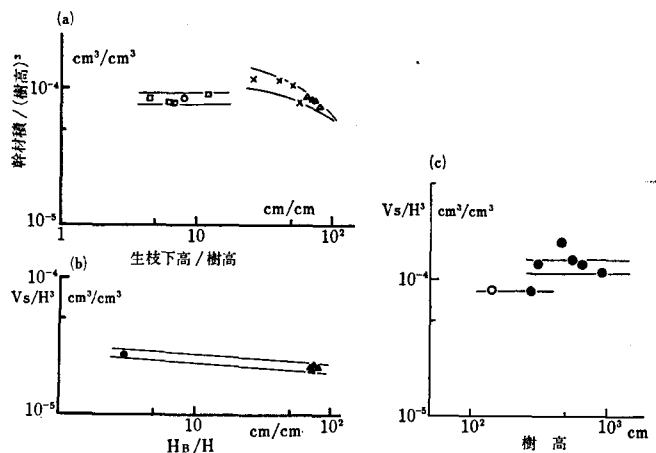 (a)
cm³/cm³
幹材積/(樹高)³
10⁻⁴
10⁻⁵
1
10
10²
cm/cm
生枝下高/樹高
(b)
10⁻⁴
Vs/H³
cm³/cm³
10⁻⁵
10
10²
cm/cm
HB/H
(c)
Vs/H³
cm³/cm³
10⁻⁴
10⁻⁵
10²
10³
cm
樹高